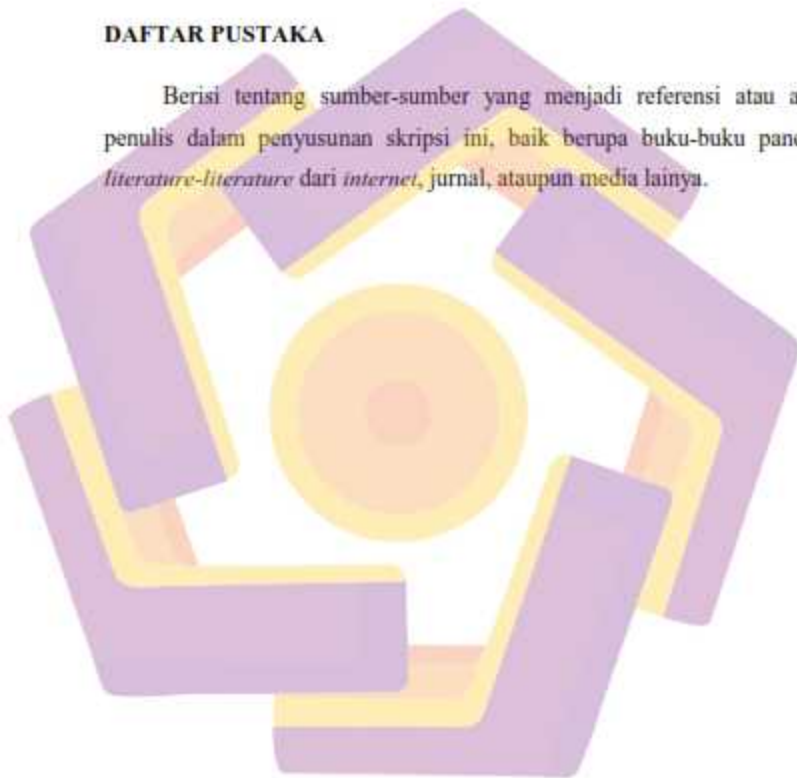 DAFTAR PUSTAKA
Berisi tentang sumber-sumber yang menjadi referensi atau a
penulis dalam penyusunan skripsi ini, baik berupa buku-buku pand
literature-literature dari internet, jurnal, ataupun media lainya.